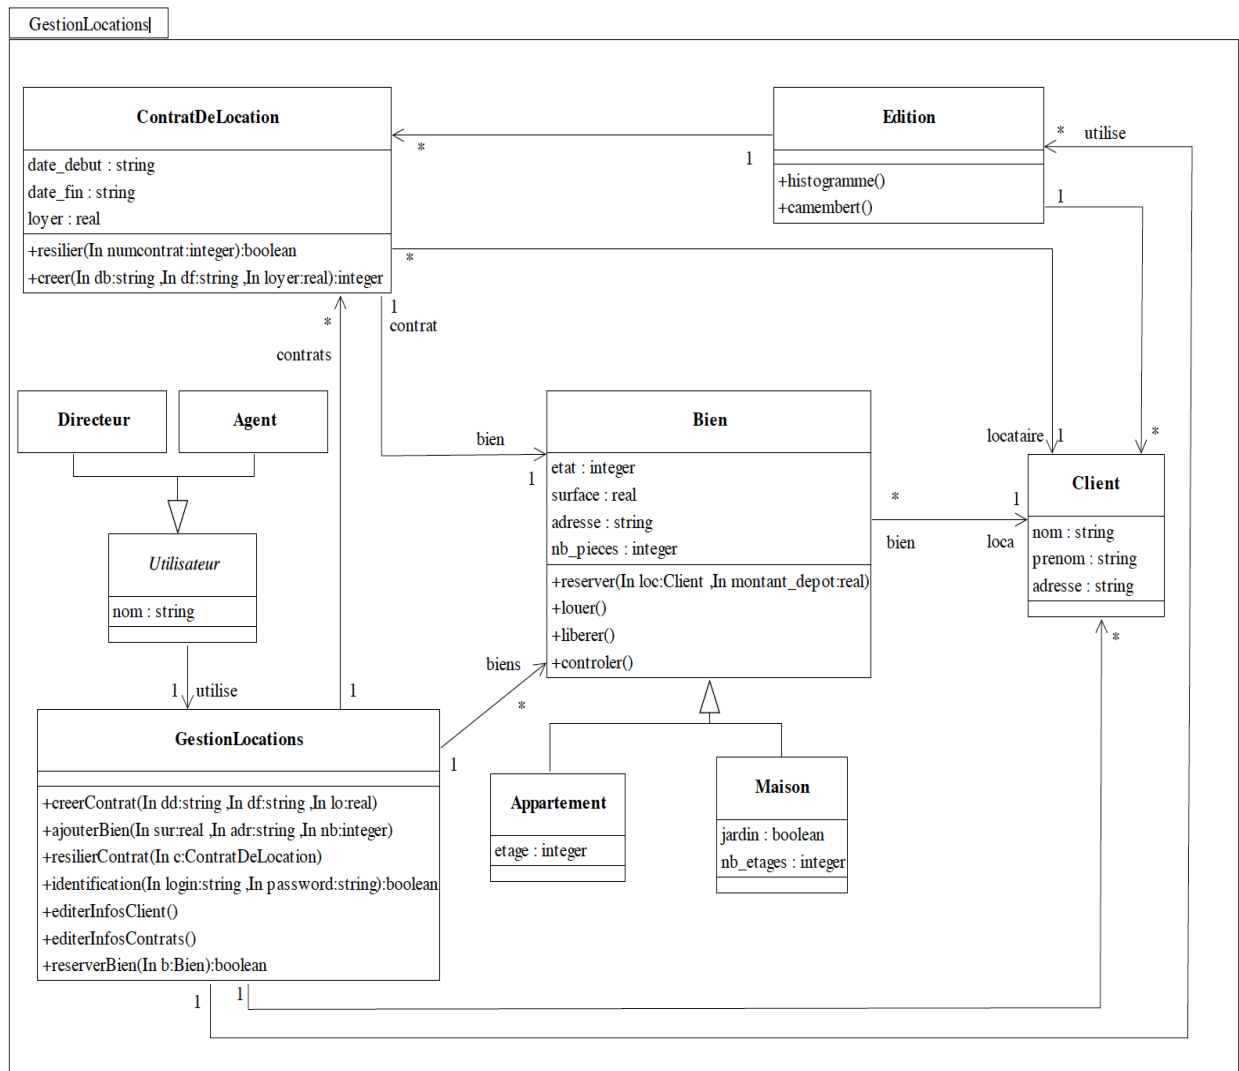 GestionLocations
ContratDeLocation
date_debut : string
date_fin : string
loyer : real
+resilier(In numcontrat:integer):boolean
+creer(In db:string ,In df:string ,In loyer:real):integer
Edition
+histogramme()
+camembert()
*
1
*
utilise
1
*
1
contrat
*
contrats
Directeur
Agent
Utilisateur
nom : string
1
utilise
1
bien
1
Bien
etat : integer
surface : real
adresse : string
nb_pieces : integer
+reserver(In loc:Client ,In montant_depot:real)
+louer()
+liberer()
+controler()
*
bien
1
loca
locataire
1
*
Client
nom : string
prenom : string
adresse : string
*
biens
*
1
GestionLocations
+creerContrat(In dd:string ,In df:string ,In lo:real)
+ajouterBien(In sur:real ,In adr:string ,In nb:integer)
+resilierContrat(In c:ContratDeLocation)
+identification(In login:string ,In password:string):boolean
+editerInfosClient()
+editerInfosContrats()
+reserverBien(In b:Bien):boolean
1
1
Appartement
etage : integer
Maison
jardin : boolean
nb_etages : integer